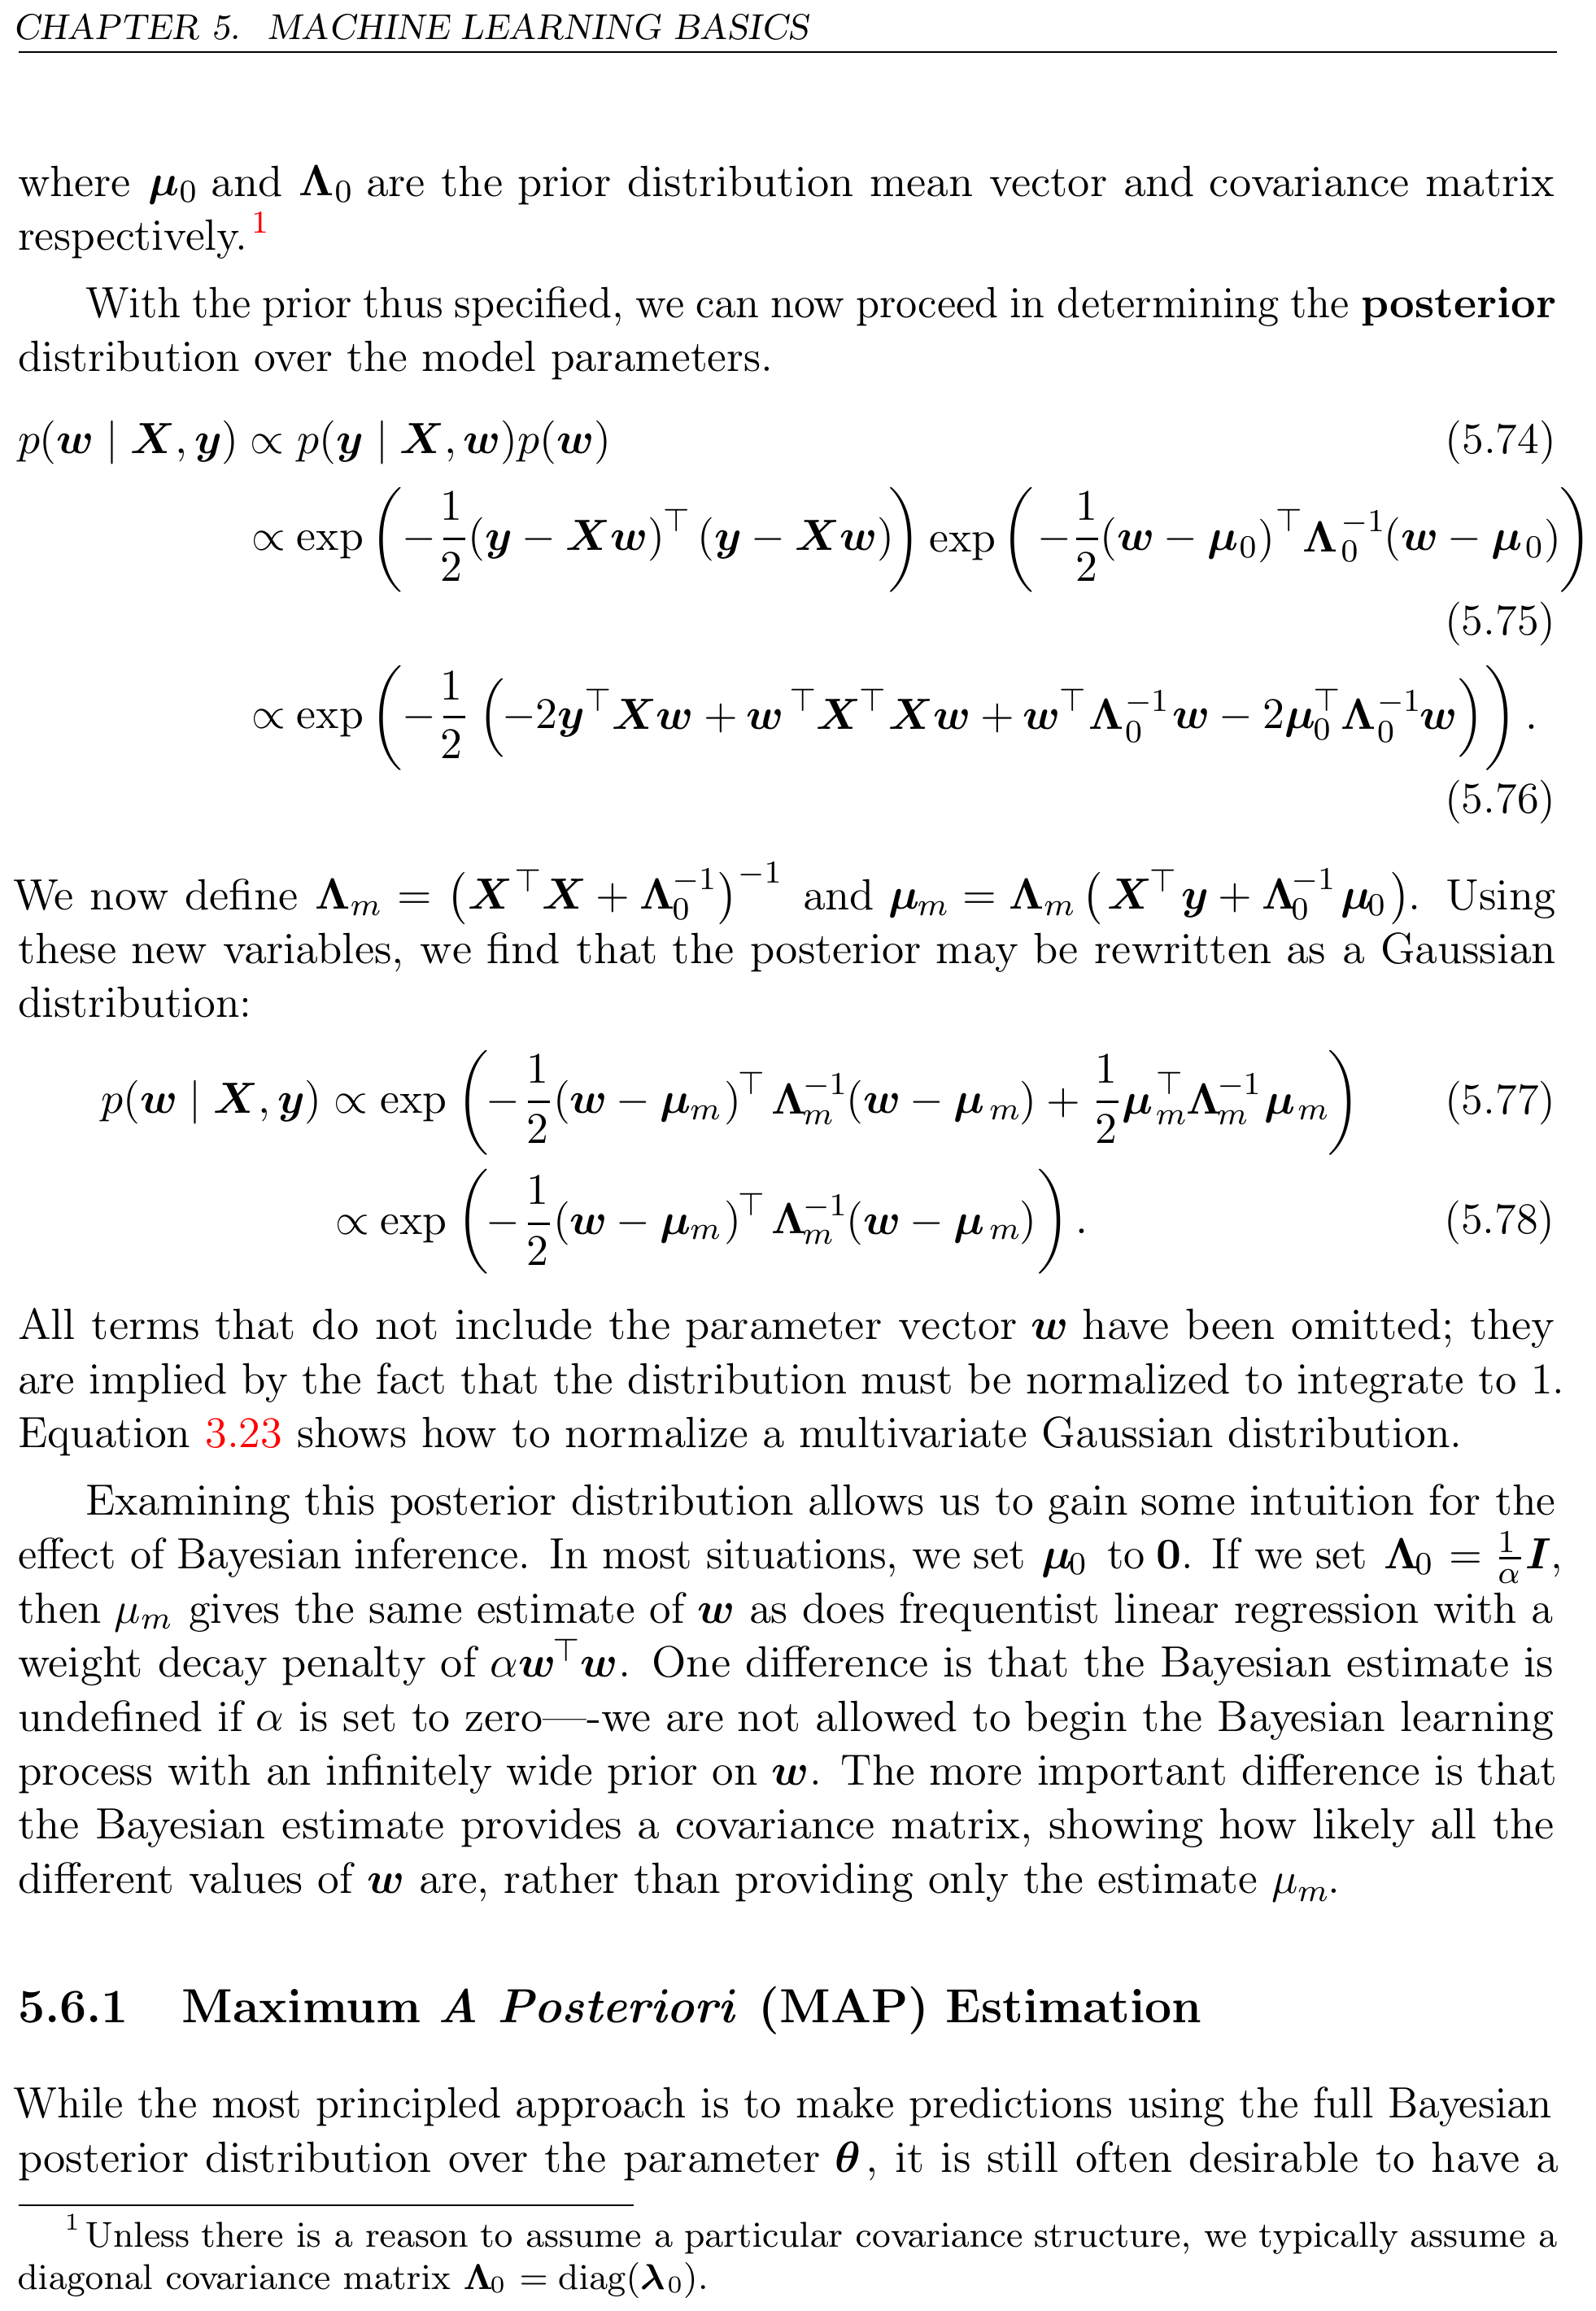 CHAPTER 5. MACHINE LEARNING BASICS
where μ₀ and Λ₀ are the prior distribution mean vector and covariance matrix
respectively.¹
With the prior thus specified, we can now proceed in determining the posterior
distribution over the model parameters.
p(w | X, y) ∝ p(y | X, w)p(w) (5.74)
∝ exp(−½(y − Xw)⊤(y − Xw)) exp(−½(w − μ₀)⊤Λ₀⁻¹(w − μ₀))
(5.75)
∝ exp(−½(−2y⊤Xw + w⊤X⊤Xw + w⊤Λ₀⁻¹w − 2μ₀⊤Λ₀⁻¹w)).
(5.76)
We now define Λₘ = (X⊤X + Λ₀⁻¹)⁻¹ and μₘ = Λₘ(X⊤y + Λ₀⁻¹μ₀). Using
these new variables, we find that the posterior may be rewritten as a Gaussian
distribution:
p(w | X, y) ∝ exp(−½(w − μₘ)⊤Λₘ⁻¹(w − μₘ) + ½μₘ⊤Λₘ⁻¹μₘ) (5.77)
∝ exp(−½(w − μₘ)⊤Λₘ⁻¹(w − μₘ)). (5.78)
All terms that do not include the parameter vector w have been omitted; they
are implied by the fact that the distribution must be normalized to integrate to 1.
Equation 3.23 shows how to normalize a multivariate Gaussian distribution.
Examining this posterior distribution allows us to gain some intuition for the
effect of Bayesian inference. In most situations, we set μ₀ to 0. If we set Λ₀ = 1/α I,
then μₘ gives the same estimate of w as does frequentist linear regression with a
weight decay penalty of αw⊤w. One difference is that the Bayesian estimate is
undefined if α is set to zero—-we are not allowed to begin the Bayesian learning
process with an infinitely wide prior on w. The more important difference is that
the Bayesian estimate provides a covariance matrix, showing how likely all the
different values of w are, rather than providing only the estimate μₘ.
5.6.1 Maximum A Posteriori (MAP) Estimation
While the most principled approach is to make predictions using the full Bayesian
posterior distribution over the parameter θ, it is still often desirable to have a
¹Unless there is a reason to assume a particular covariance structure, we typically assume a
diagonal covariance matrix Λ₀ = diag(λ₀).